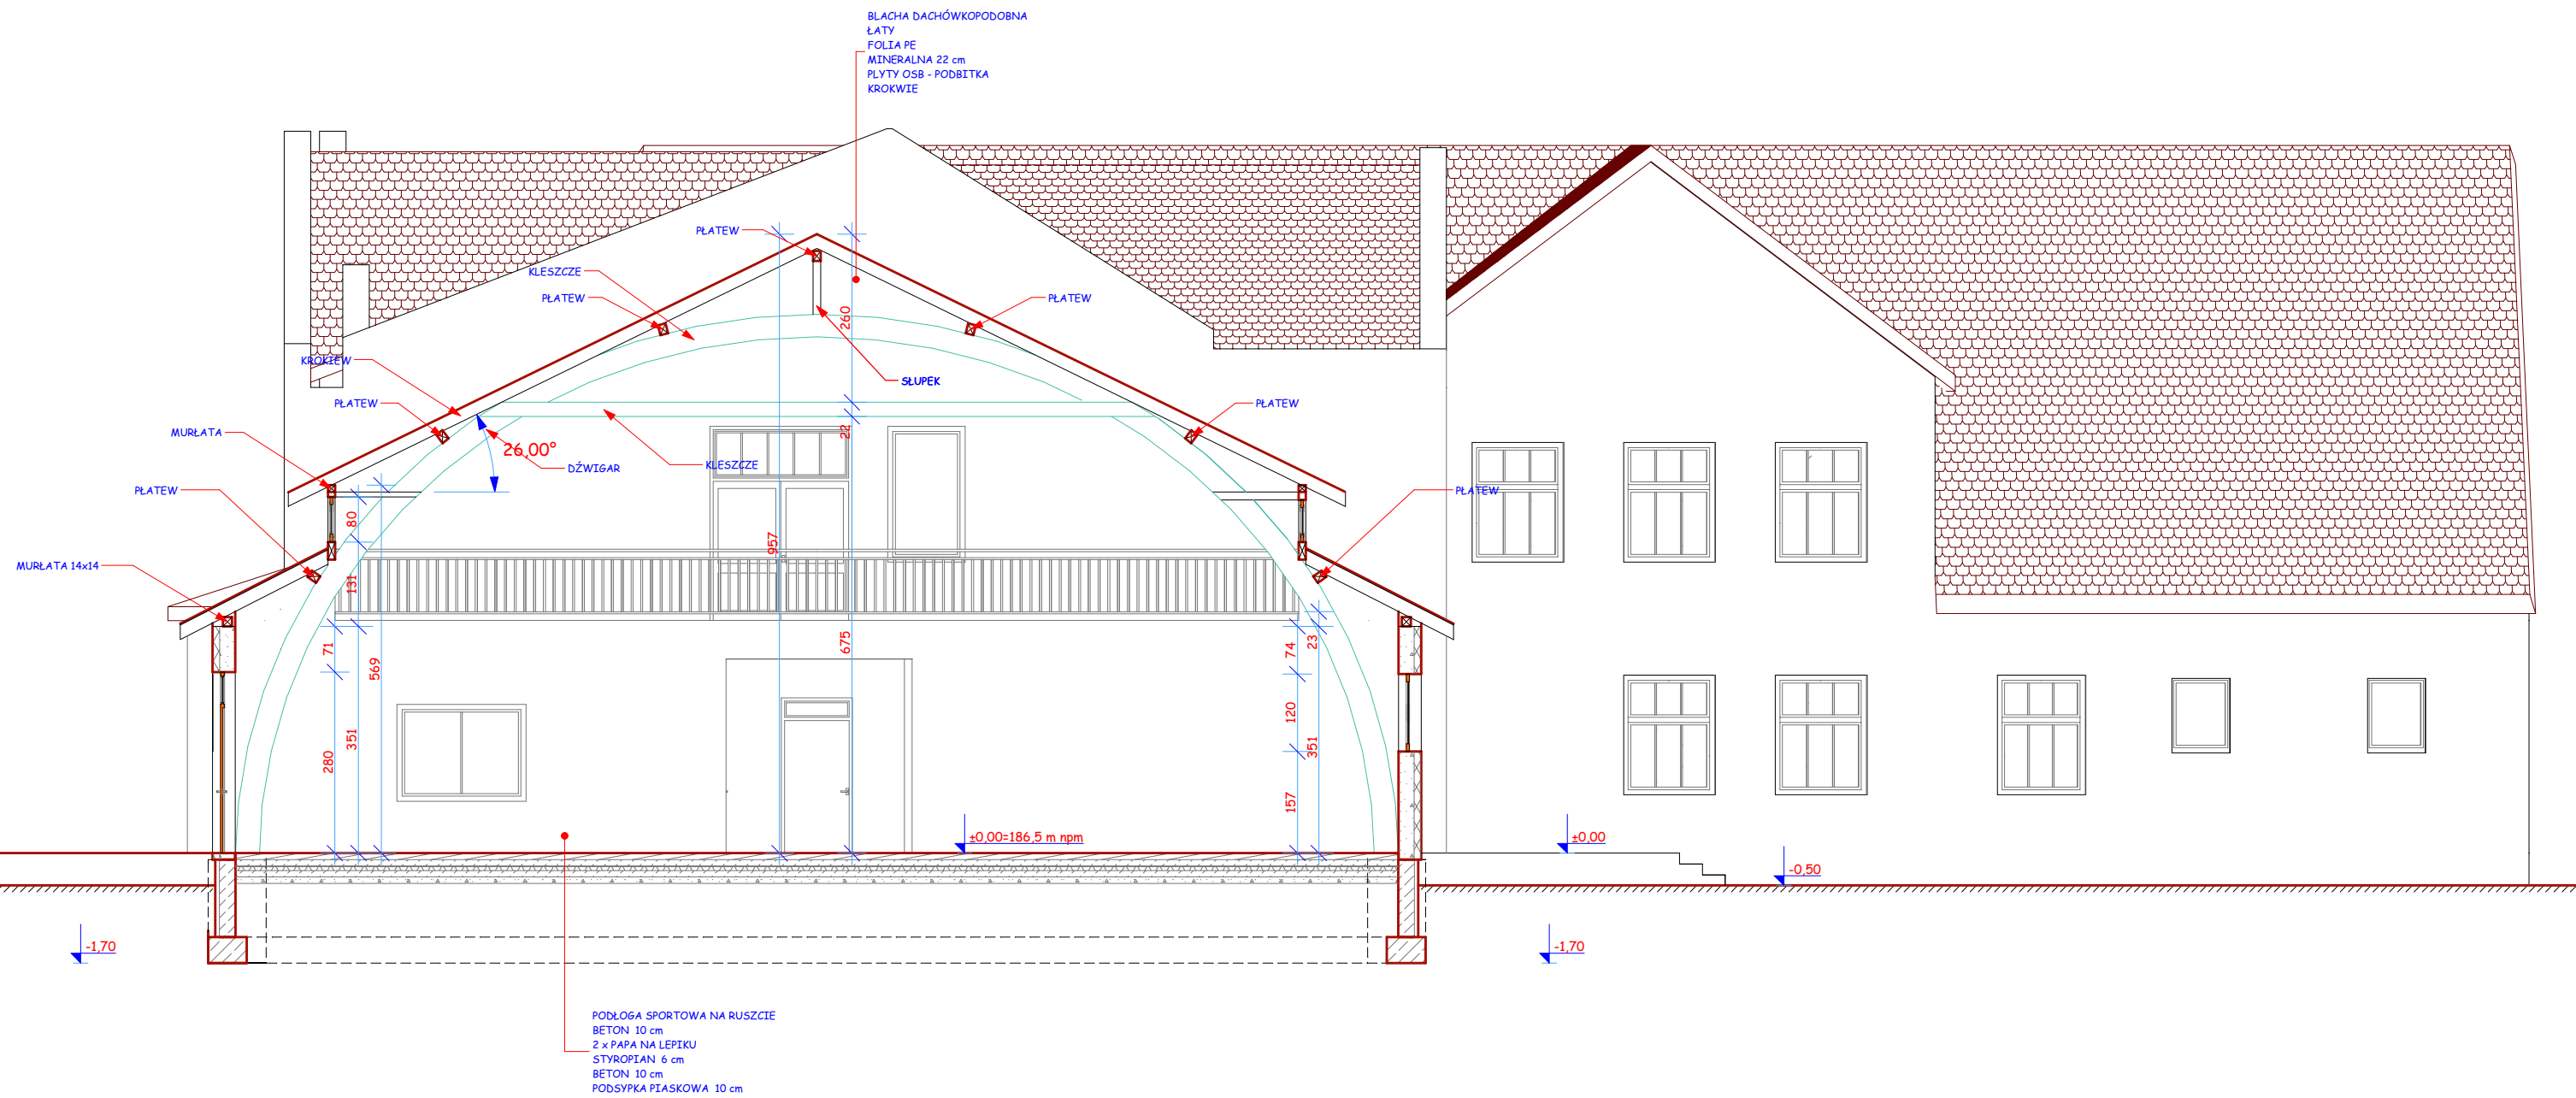 BLACHA DACHÓWKOPODOBNA
ŁATY
FOLIA PE
MINERALNA 22 cm
PLYTY OSB - PODBITKA
KROKWIE
PŁATEW
KLESZCZE
PŁATEW
PŁATEW
260
KROKIEW
SŁUPEK
PŁATEW
PŁATEW
MURŁATA
22
26,00°
DŹWIGAR
KLESZCZE
PŁATEW
PŁATEW
80
957
MURŁATA 14x14
131
71
569
675
74
23
280
351
120
351
157
±0,00=186,5 m npm
±0,00
-0,50
-1,70
-1,70
PODŁOGA SPORTOWA NA RUSZCIE
BETON 10 cm
2 x PAPA NA LEPIKU
STYROPIAN 6 cm
BETON 10 cm
PODSYPKA PIASKOWA 10 cm